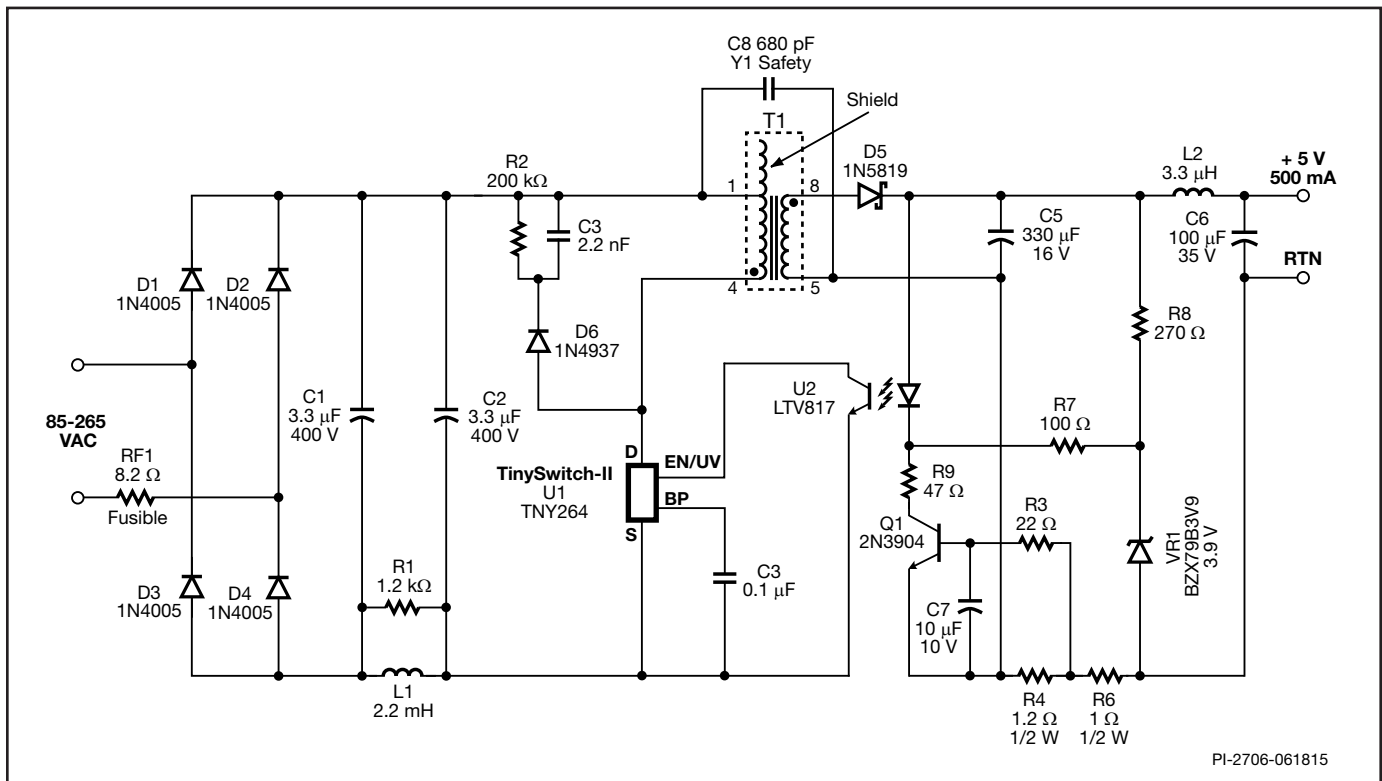 C8 680 pF
Y1 Safety
Shield
T1
D5
1N5819
L2
3.3 μH
+ 5 V
500 mA
R2
200 kΩ
1
8
C3
2.2 nF
C5
330 μF
16 V
C6
100 μF
35 V
RTN
D1
1N4005
D2
1N4005
4
5
R8
270 Ω
D6
1N4937
85-265
VAC
C1
3.3 μF
400 V
C2
3.3 μF
400 V
U2
LTV817
R7
100 Ω
RF1
8.2 Ω
Fusible
D
EN/UV
TinySwitch-II
U1
TNY264
BP
S
R9
47 Ω
Q1
2N3904
R3
22 Ω
VR1
BZX79B3V9
3.9 V
D3
1N4005
D4
1N4005
R1
1.2 kΩ
C3
0.1 μF
C7
10 μF
10 V
L1
2.2 mH
R4
1.2 Ω
1/2 W
R6
1 Ω
1/2 W
PI-2706-061815